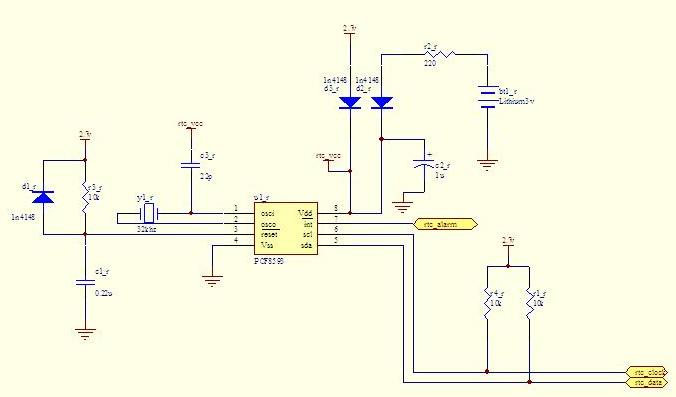 2.7v
r2_r
220
1n4148
d3_r
1n4148
d2_r
bt1_r
Lithium3v
rtc_vcc
c3_r
22p
rtc_vcc
c2_r
1u
2.7v
d1_r
1n4148
r3_r
10k
y1_r
32khz
u1_r
1 osci Vdd 8
2 osco int 7
3 reset scl 6
4 Vss sda 5
PCF8593
rtc_alarm
c1_r
0.22u
2.7v
r4_r
10k
r1_r
10k
rtc_clock
rtc_data